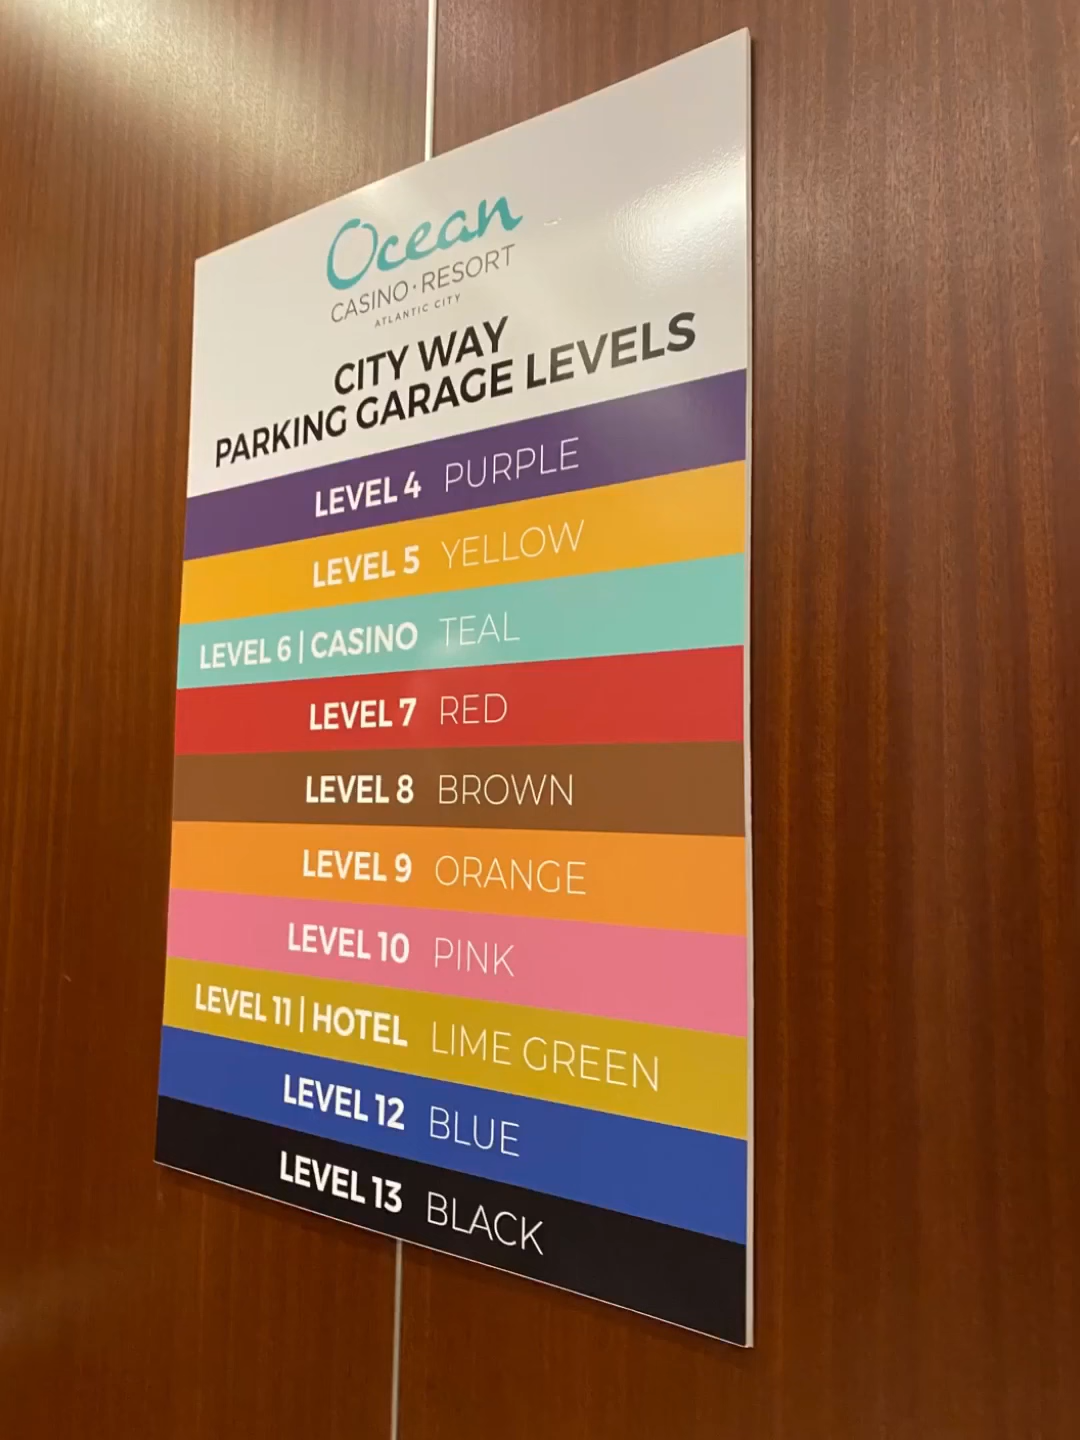 Ocean
CASINO · RESORT
ATLANTIC CITY
CITY WAY
PARKING GARAGE LEVELS
LEVEL 4 PURPLE
LEVEL 5 YELLOW
LEVEL 6 | CASINO TEAL
LEVEL 7 RED
LEVEL 8 BROWN
LEVEL 9 ORANGE
LEVEL 10 PINK
LEVEL 11 | HOTEL LIME GREEN
LEVEL 12 BLUE
LEVEL 13 BLACK